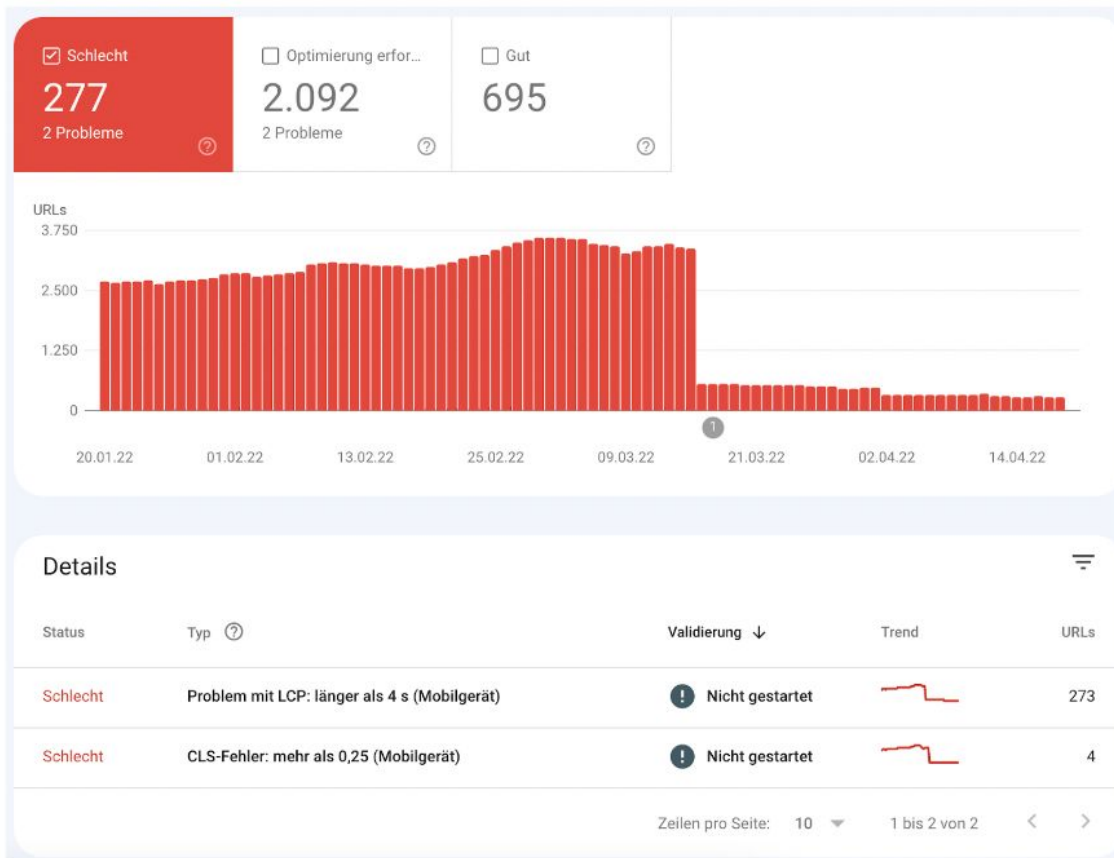 Schlecht
277
2 Probleme
Optimierung erfor...
2.092
2 Probleme
Gut
695
URLs
3.750
2.500
1.250
0
1
20.01.22 01.02.22 13.02.22 25.02.22 09.03.22 21.03.22 02.04.22 14.04.22
Details
Status Typ Validierung Trend URLs
Schlecht Problem mit LCP: länger als 4 s (Mobilgerät) Nicht gestartet 273
Schlecht CLS-Fehler: mehr als 0,25 (Mobilgerät) Nicht gestartet 4
Zeilen pro Seite: 10 1 bis 2 von 2